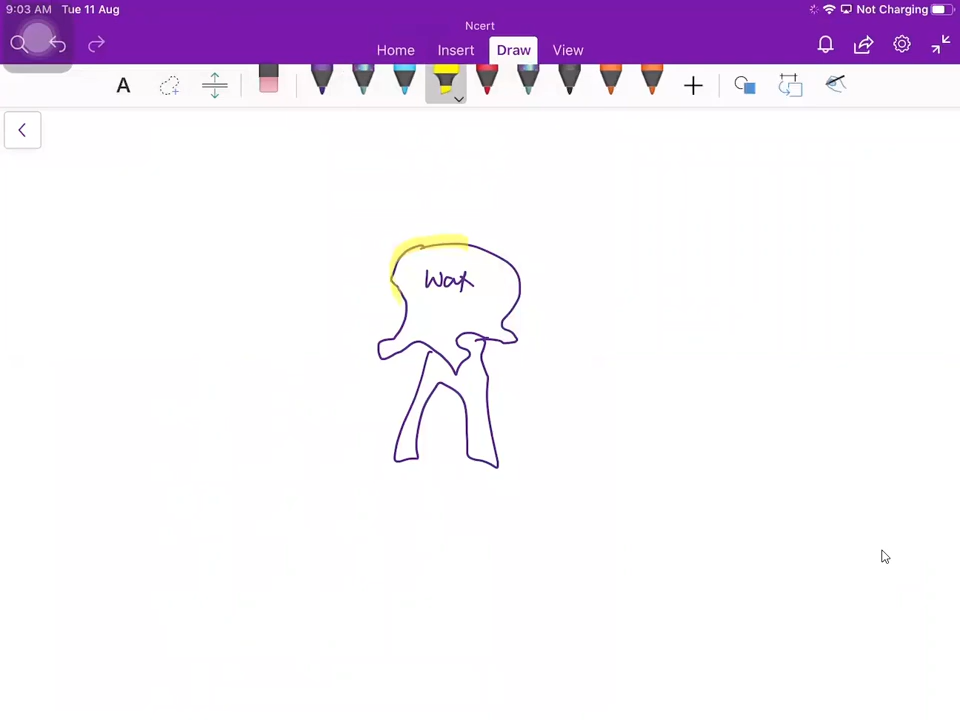 9:03 AM Tue 11 Aug
Not Charging
Ncert
Home Insert Draw View
A
Wax